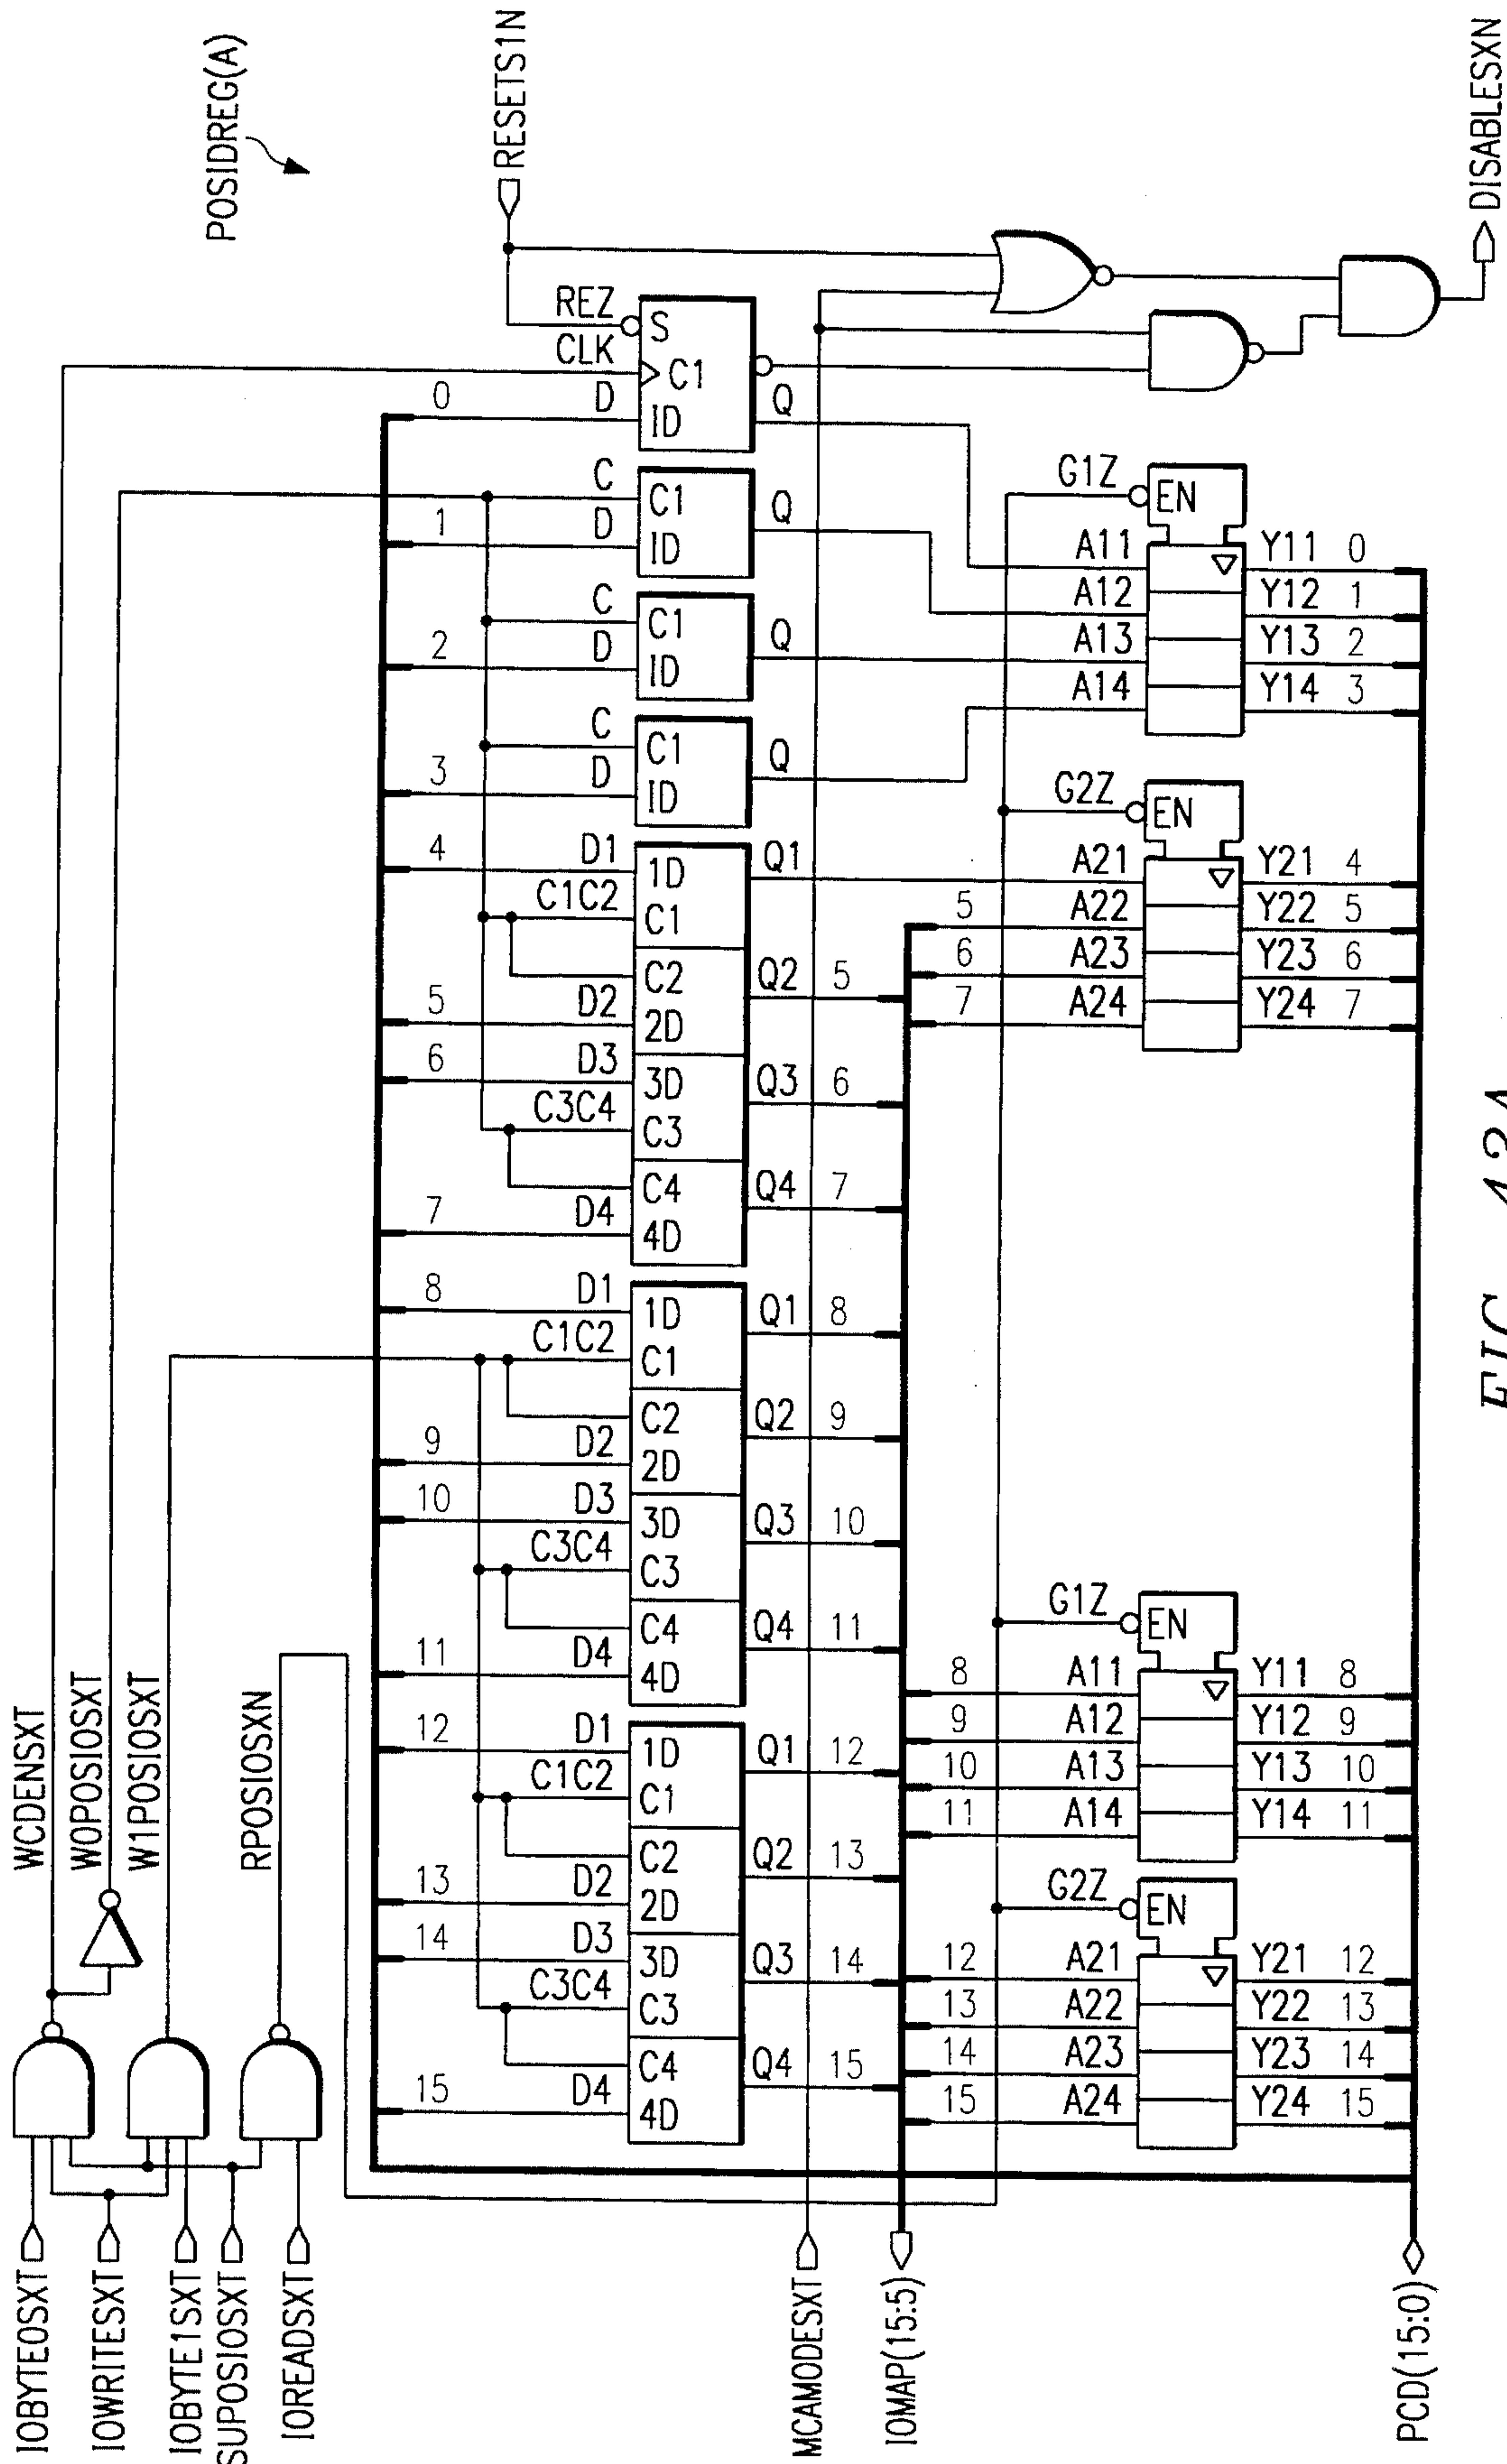 POSIDREG(A)
RESETS1N
DISABLESXN
WCDENSXT
W0POSIOSXT
W1POSIOSXT
RPOSIOSXN
IOBYTE0SXT
IOWRITESXT
IOBYTE1SXT
SUPOSIOSXT
IOREADSXT
MCAMODESXT
IOMAP(15:5)
PCD(15:0)
REZ S
CLK C1
0 D ID Q
C C1
1 D ID Q
C C1
2 D ID Q
C C1
3 D ID Q
4 D1 1D Q1
C1C2 C1
C2 Q2 5
5 D2 2D
6 D3 3D Q3 6
C3C4 C3
C4 Q4 7
7 D4 4D
8 D1 1D Q1 8
C1C2 C1
C2 Q2 9
9 D2 2D
10 D3 3D Q3 10
C3C4 C3
C4 Q4 11
11 D4 4D
12 D1 1D Q1 12
C1C2 C1
C2 Q2 13
13 D2 2D
14 D3 3D Q3 14
C3C4 C3
C4 Q4 15
15 D4 4D
G1Z EN
A11 Y11 0
A12 Y12 1
A13 Y13 2
A14 Y14 3
G2Z EN
A21 Y21 4
5 A22 Y22 5
6 A23 Y23 6
7 A24 Y24 7
G1Z EN
8 A11 Y11 8
9 A12 Y12 9
10 A13 Y13 10
11 A14 Y14 11
G2Z EN
12 A21 Y21 12
13 A22 Y22 13
14 A23 Y23 14
15 A24 Y24 15
FIG. 43A